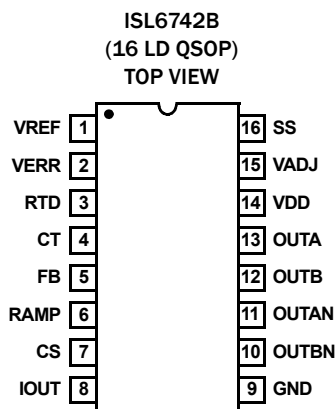 ISL6742B
(16 LD QSOP)
TOP VIEW
VREF 1 16 SS
VERR 2 15 VADJ
RTD 3 14 VDD
CT 4 13 OUTA
FB 5 12 OUTB
RAMP 6 11 OUTAN
CS 7 10 OUTBN
IOUT 8 9 GND